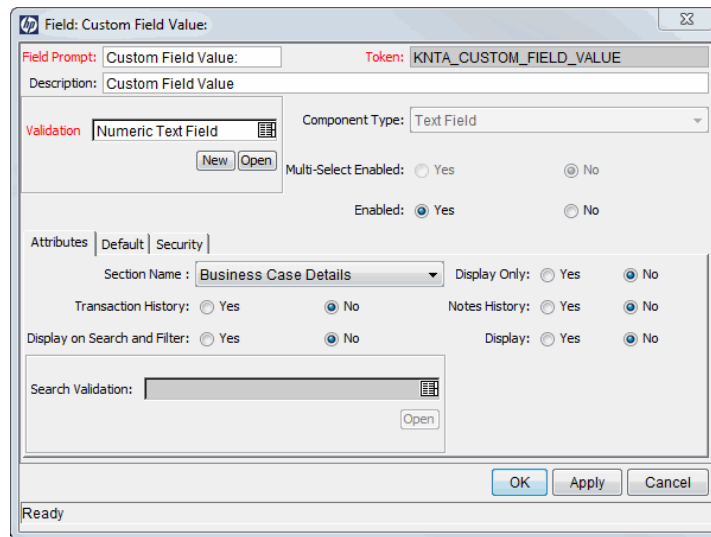 hp Field: Custom Field Value:
Field Prompt: Custom Field Value: Token: KNTA_CUSTOM_FIELD_VALUE
Description: Custom Field Value
Validation Numeric Text Field Component Type: Text Field
New Open Multi-Select Enabled: Yes No
Enabled: Yes No
Attributes Default Security
Section Name : Business Case Details Display Only: Yes No
Transaction History: Yes No Notes History: Yes No
Display on Search and Filter: Yes No Display: Yes No
Search Validation:
Open
OK Apply Cancel
Ready